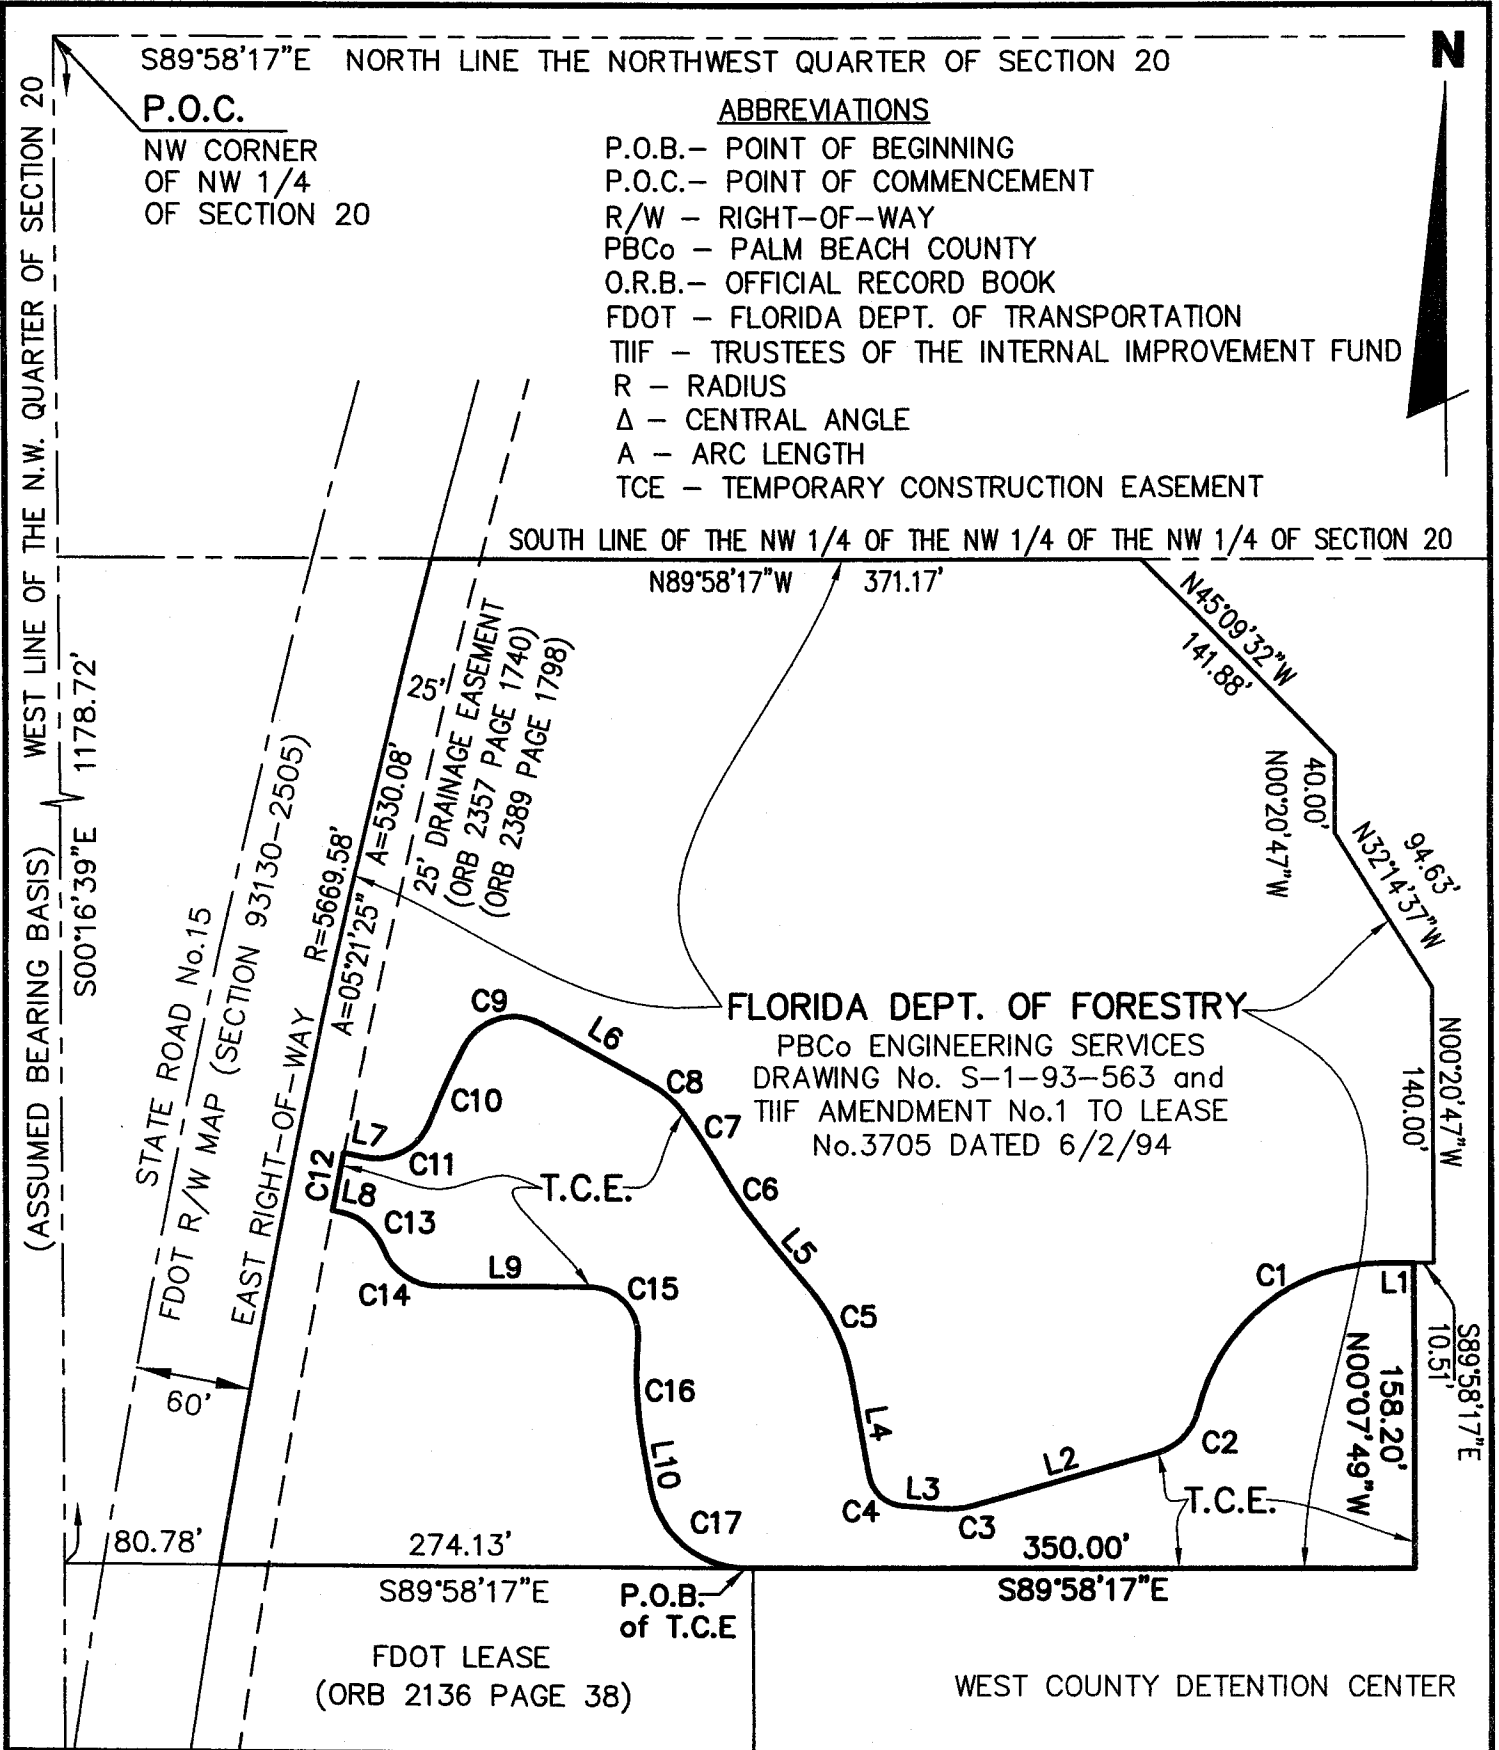 S89°58'17"E NORTH LINE THE NORTHWEST QUARTER OF SECTION 20
N
P.O.C.
NW CORNER
OF NW 1/4
OF SECTION 20
ABBREVIATIONS
P.O.B.– POINT OF BEGINNING
P.O.C.– POINT OF COMMENCEMENT
R/W – RIGHT–OF–WAY
PBCo – PALM BEACH COUNTY
O.R.B.– OFFICIAL RECORD BOOK
FDOT – FLORIDA DEPT. OF TRANSPORTATION
TIIF – TRUSTEES OF THE INTERNAL IMPROVEMENT FUND
R – RADIUS
Δ – CENTRAL ANGLE
A – ARC LENGTH
TCE – TEMPORARY CONSTRUCTION EASEMENT
(ASSUMED BEARING BASIS) WEST LINE OF THE N.W. QUARTER OF SECTION 20
S00°16'39"E 1178.72'
SOUTH LINE OF THE NW 1/4 OF THE NW 1/4 OF THE NW 1/4 OF SECTION 20
N89°58'17"W 371.17'
N45°09'32"W
141.88'
40.00'
N00°20'47"W
94.63'
N32°14'37"W
N00°20'47"W
140.00'
25'
25' DRAINAGE EASEMENT
(ORB 2357 PAGE 1740)
(ORB 2389 PAGE 1798)
STATE ROAD No.15
FDOT R/W MAP (SECTION 93130–2505)
EAST RIGHT–OF–WAY R=5669.58'
A=530.08'
A=05°21'25"
FLORIDA DEPT. OF FORESTRY
PBCo ENGINEERING SERVICES
DRAWING No. S–1–93–563 and
TIIF AMENDMENT No.1 TO LEASE
No.3705 DATED 6/2/94
C9
L6
C8
C10
C7
L7
C11
C12
L8
T.C.E.
C6
C13
L5
C14
L9
C15
C5
C1
L1
S89°58'17"E
10.51'
158.20'
N00°07'49"W
60'
C16
L4
L10
C2
L2
L3
C4
C3
T.C.E.
C17
80.78'
274.13'
S89°58'17"E
350.00'
S89°58'17"E
P.O.B.
of T.C.E
FDOT LEASE
(ORB 2136 PAGE 38)
WEST COUNTY DETENTION CENTER